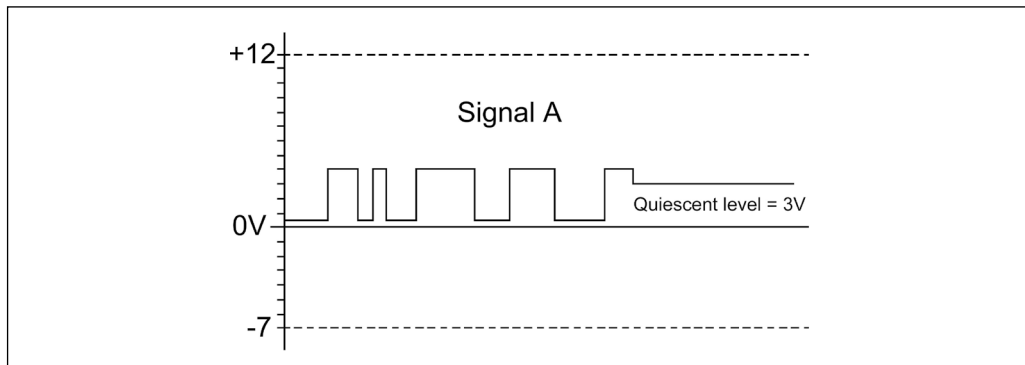 +12
Signal A
Quiescent level = 3V
0V
-7